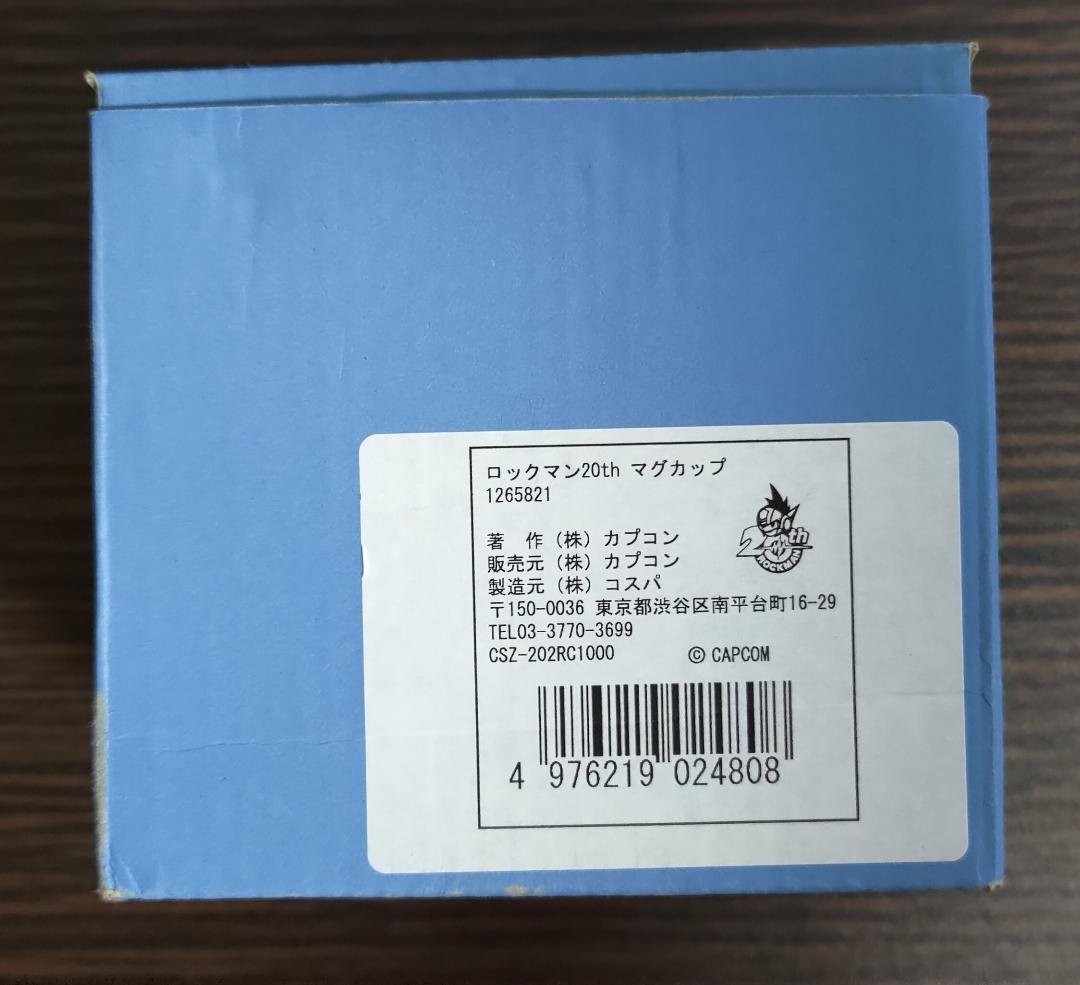 ロックマン20th マグカップ
1265821
20th
ROCKMAN
著　作（株）カプコン
販売元（株）カプコン
製造元（株）コスパ
〒150-0036 東京都渋谷区南平台町16-29
TEL03-3770-3699
CSZ-202RC1000 © CAPCOM
4 976219 024808